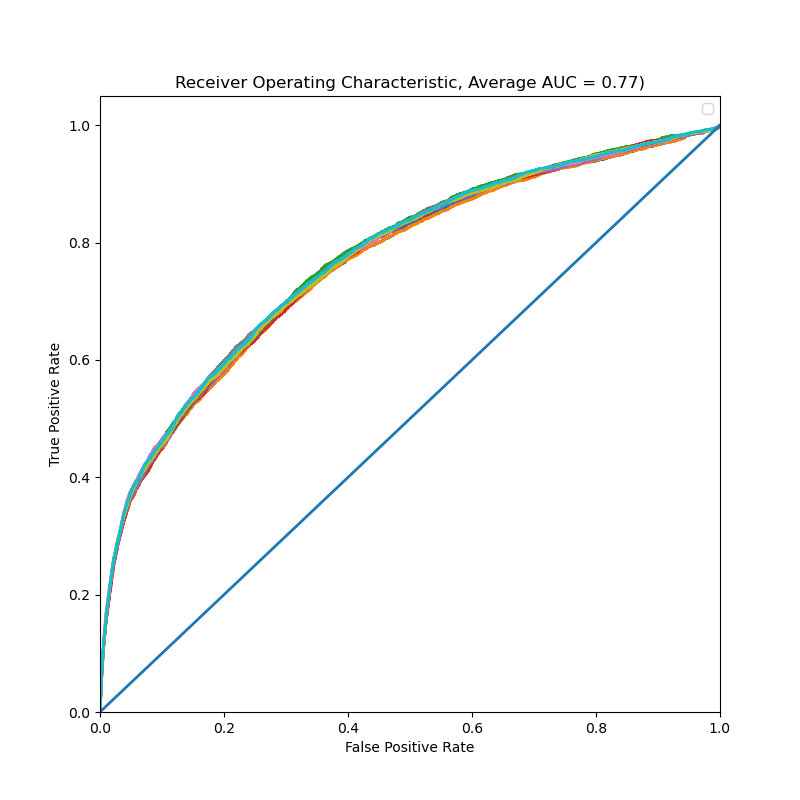 Receiver Operating Characteristic, Average AUC = 0.77)
1.0
0.8
0.6
0.4
0.2
0.0
True Positive Rate
0.0 0.2 0.4 0.6 0.8 1.0
False Positive Rate